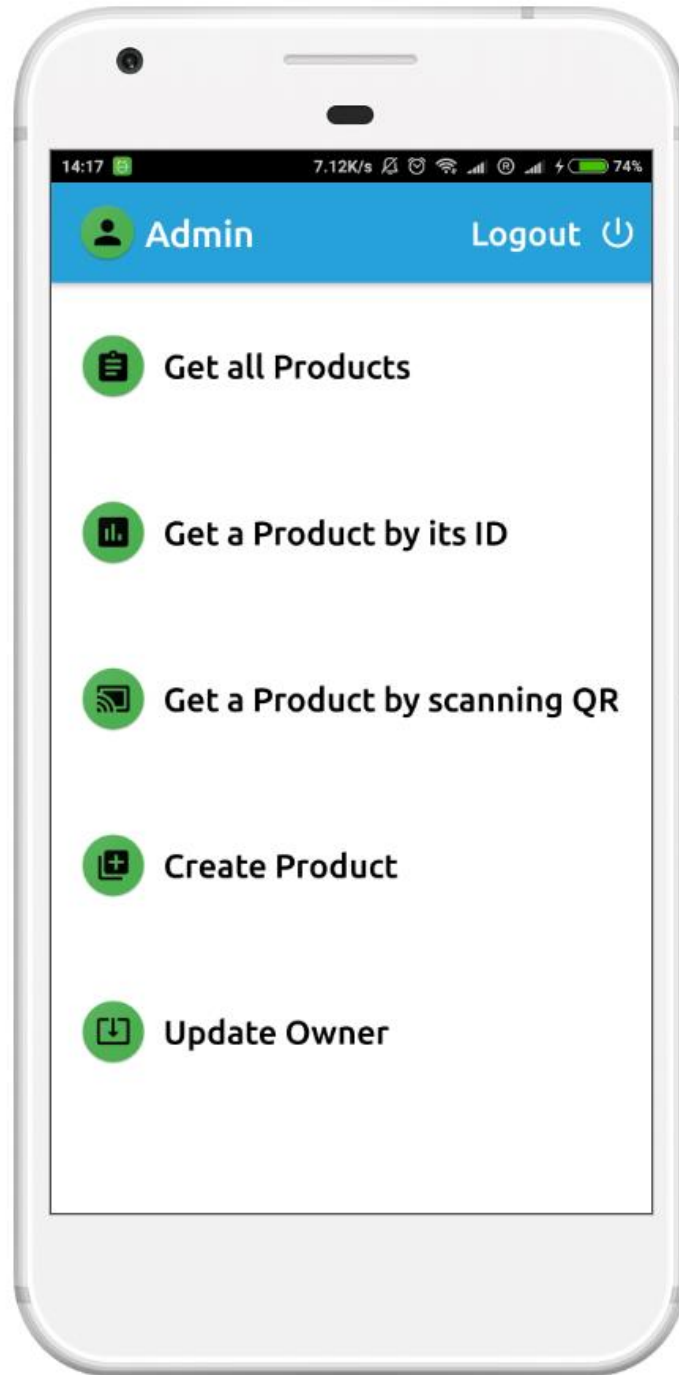 14:17 7.12K/s R 74%
Admin Logout
Get all Products
Get a Product by its ID
Get a Product by scanning QR
Create Product
Update Owner